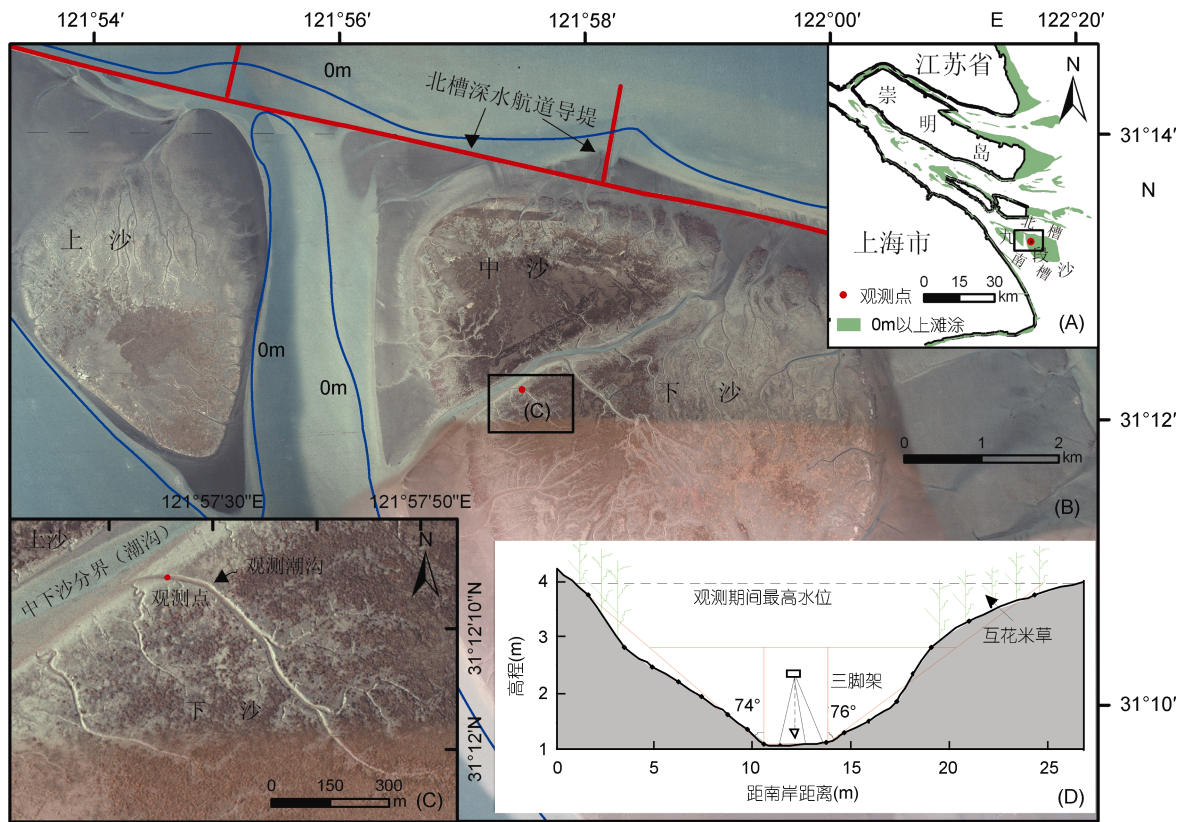 121°54′ 121°56′ 121°58′ 122°00′ E 122°20′
0m
北槽深水航道导堤
31°14′
N
上 沙
中 沙
0m
0m
下 沙
(C)
31°12′
0 1 2
km
(B)
31°10′
N
江苏省
崇
明
岛
上海市
北槽
九段沙
南槽
观测点
0 15 30
km
0m以上滩涂
(A)
121°57′30″E 121°57′50″E
上沙
N
中下沙分界（潮沟）
观测潮沟
观测点
下 沙
31°12′10″N
31°12′N
0 150 300
m
(C)
观测期间最高水位
互花米草
三脚架
74°
76°
高程(m)
4
3
2
1
0 5 10 15 20 25
距南岸距离(m)
(D)